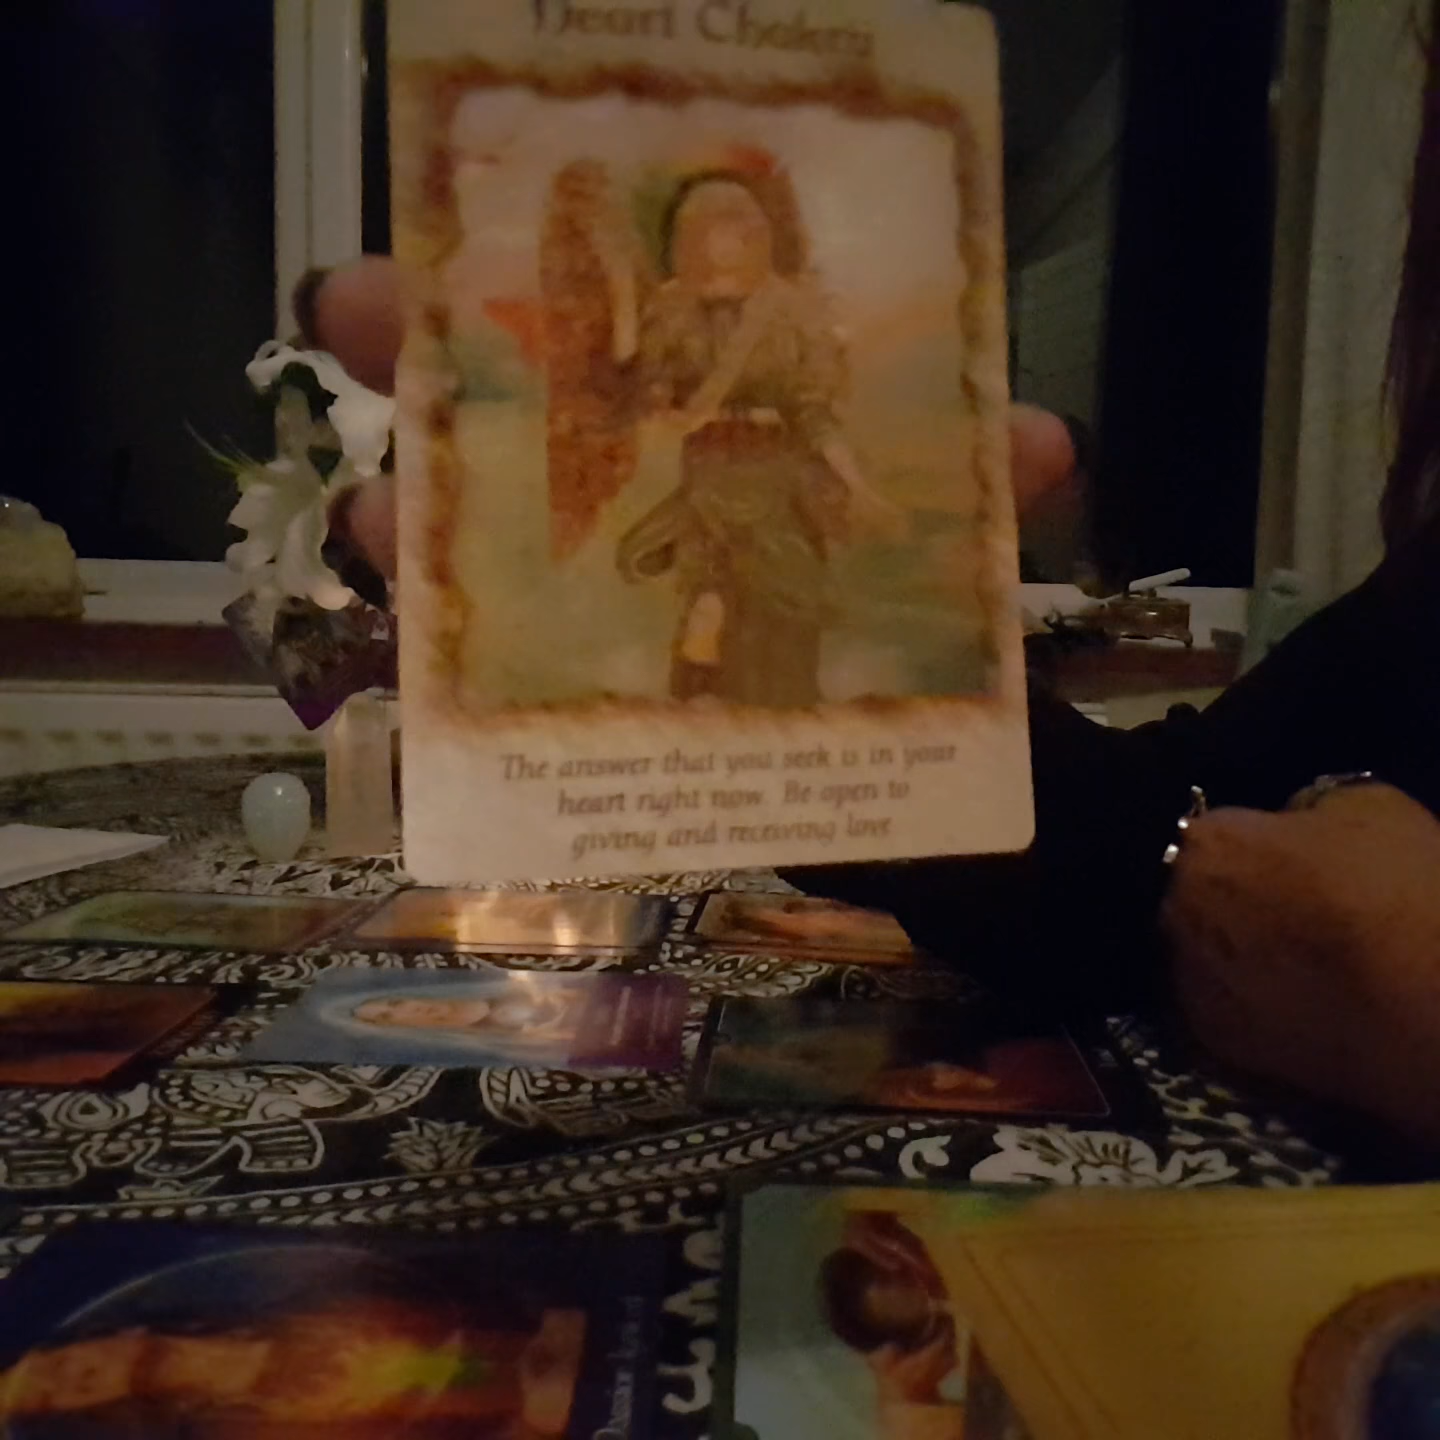 Heart Chakra
The answer that you seek is in your
heart right now. Be open to
giving and receiving love